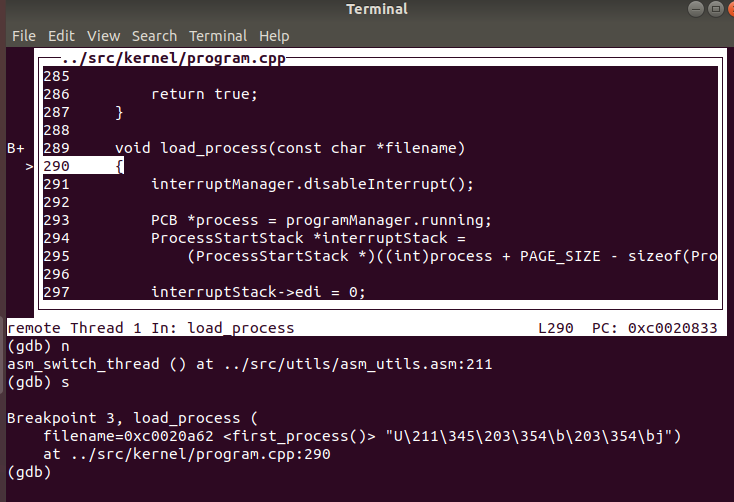 Terminal
File Edit View Search Terminal Help
../src/kernel/program.cpp
285
286         return true;
287     }
288
B+ 289     void load_process(const char *filename)
> 290     {
291         interruptManager.disableInterrupt();
292
293         PCB *process = programManager.running;
294         ProcessStartStack *interruptStack =
295             (ProcessStartStack *)((int)process + PAGE_SIZE - sizeof(Pro
296
297         interruptStack->edi = 0;
remote Thread 1 In: load_process L290 PC: 0xc0020833
(gdb) n
asm_switch_thread () at ../src/utils/asm_utils.asm:211
(gdb) s
Breakpoint 3, load_process (
    filename=0xc0020a62 <first_process()> "U\211\345\203\354\b\203\354\bj")
    at ../src/kernel/program.cpp:290
(gdb)